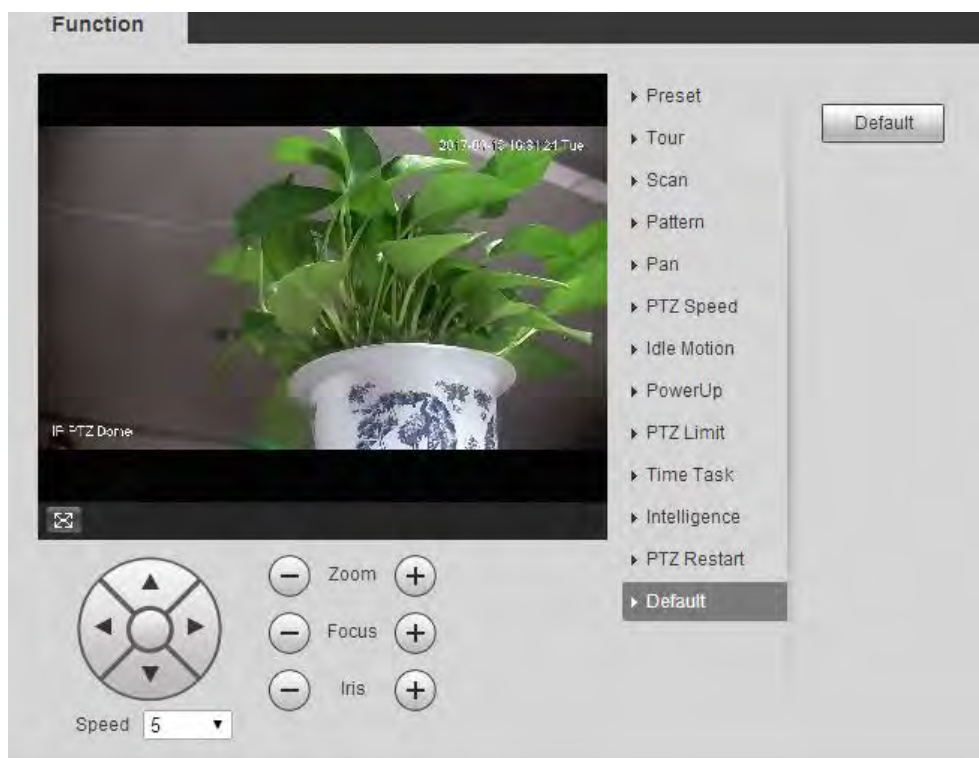 Function
Tue
PTZ Dome
Preset
Tour
Scan
Pattern
Pan
PTZ Speed
Idle Motion
PowerUp
PTZ Limit
Time Task
Intelligence
PTZ Restart
Default
Default
Zoom
Focus
Iris
Speed 5